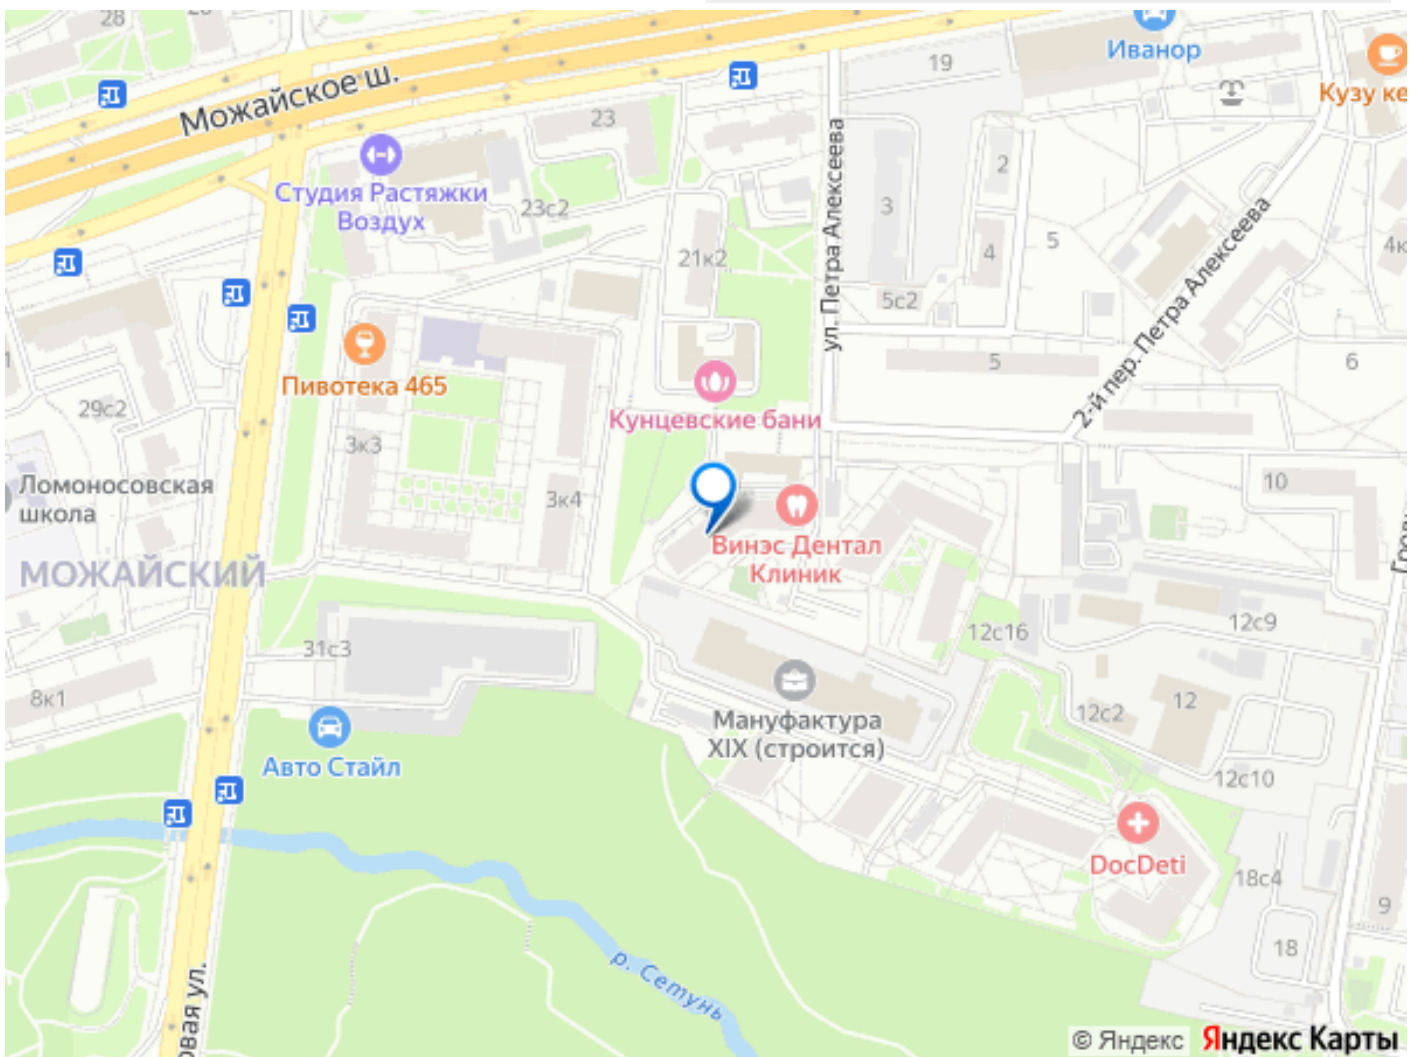 28
Иванор
19
Кузу ке
Можайское ш.
23
Студия Растяжки
Воздух
23с2
ул. Петра Алексеева
2
3
5
4
4к
21к2
5с2
2-й пер. Петра Алексеева
Пивотека 465
5
6
29с2
Кунцевские бани
3к3
Ломоносовская
школа
3к4
10
Винэс Дентал
Клиник
МОЖАЙСКИЙ
12с16
12с9
31с3
8к1
12
12с2
Мануфактура
XIX (строится)
Авто Стайл
12с10
DocDeti
18с4
9
18
р. Сетунь
овая ул.
© Яндекс Яндекс Карты